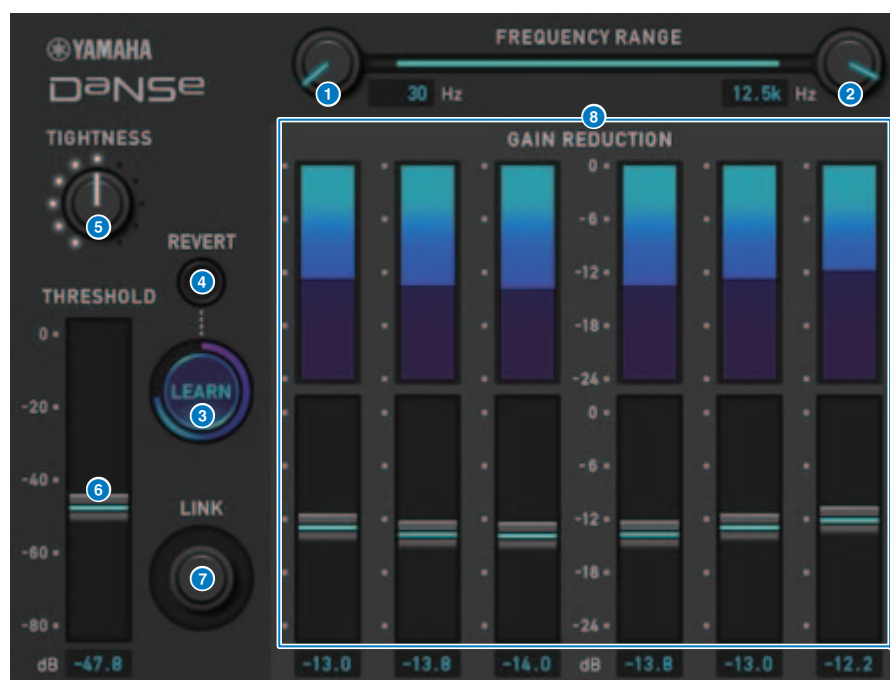 YAMAHA
DaNSe
FREQUENCY RANGE
1
2
30 Hz
12.5k Hz
8
TIGHTNESS
5
GAIN REDUCTION
0
-6
-12
-18
-24
REVERT
4
THRESHOLD
0
-20
-40
-60
-80
6
LEARN
3
LINK
7
0
-6
-12
-18
-24
dB -47.8
-13.0 -13.8 -14.0 dB -13.8 -13.0 -12.2